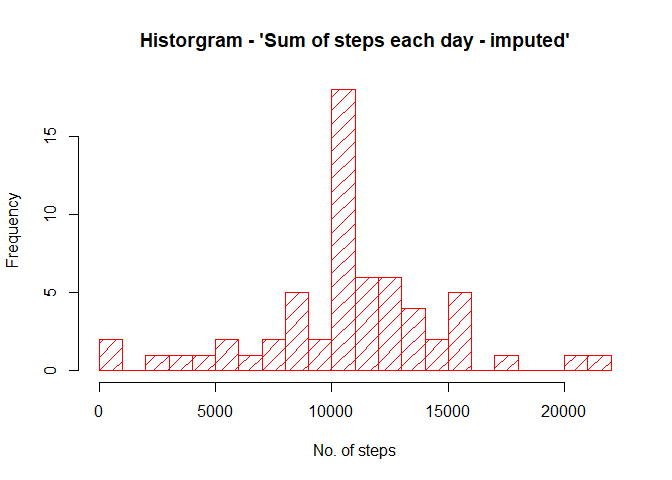 Historgram - 'Sum of steps each day - imputed'
Frequency
15
10
5
0
0 5000 10000 15000 20000
No. of steps